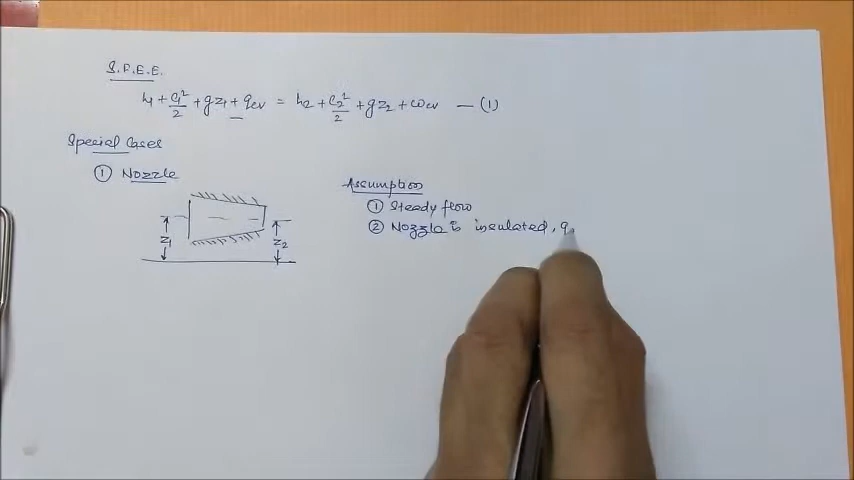 S.F.E.E.
h₁ + C₁²/2 + gz₁ + qcv = h₂ + C₂²/2 + gz₂ + wcv — (1)
Special Cases
① Nozzle
Assumption
① Steady flow
② Nozzle is insulated, q
z₁
z₂